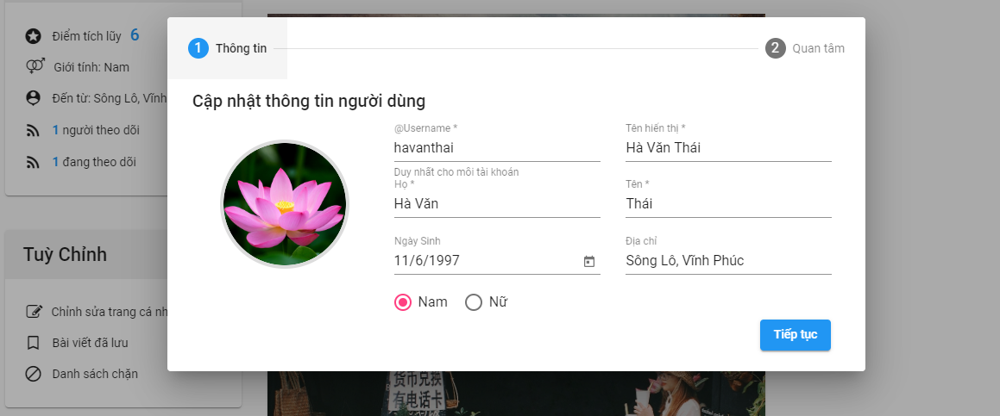 Điểm tích lũy 6
Giới tính: Nam
Đến từ: Sông Lô, Vĩnh
1 người theo dõi
1 đang theo dõi
Tuỳ Chỉnh
Chỉnh sửa trang cá nh
Bài viết đã lưu
Danh sách chặn
1 Thông tin
2 Quan tâm
Cập nhật thông tin người dùng
@Username *
havanthai
Duy nhất cho mỗi tài khoản
Tên hiển thị *
Hà Văn Thái
Họ *
Hà Văn
Tên *
Thái
Ngày Sinh
11/6/1997
Địa chỉ
Sông Lô, Vĩnh Phúc
Nam
Nữ
Tiếp tục
货币兑换
有电话卡